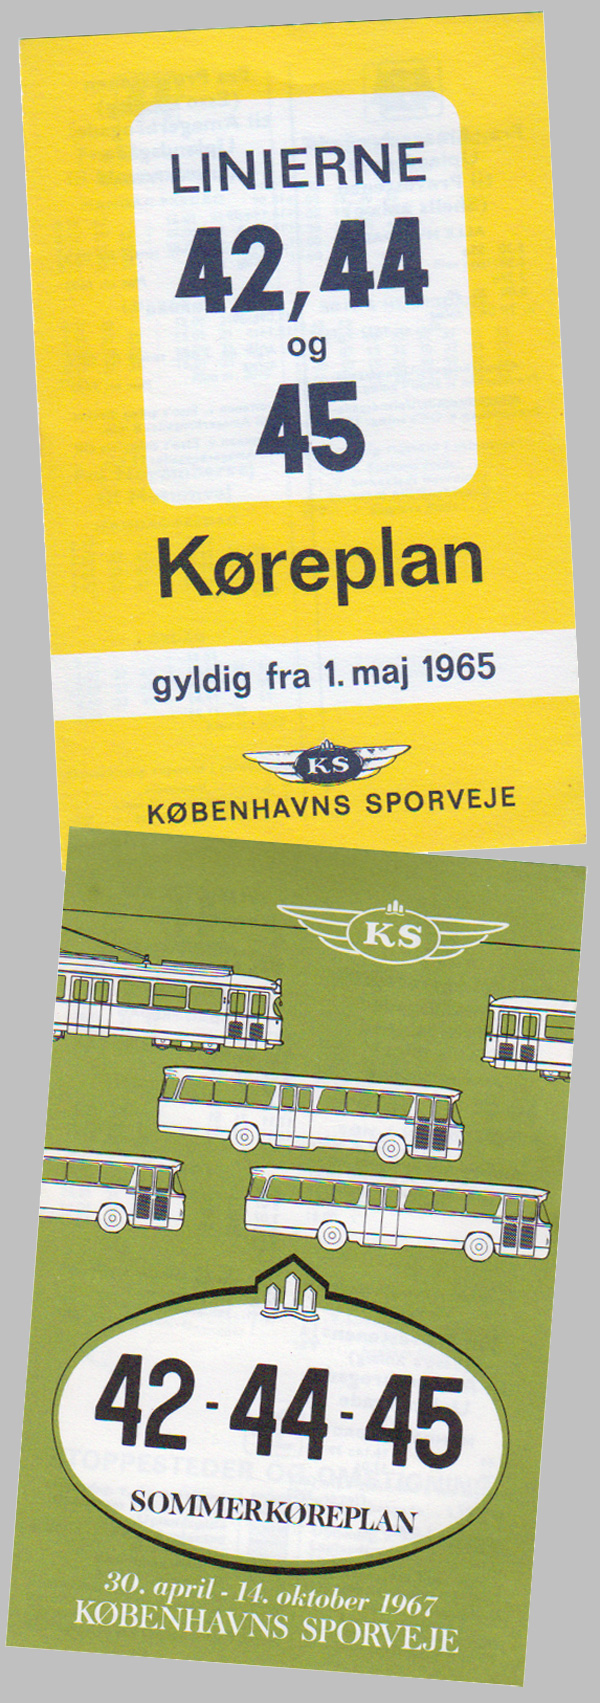 LINIERNE
42, 44
og
45
Køreplan
gyldig fra 1. maj 1965
KS
KØBENHAVNS SPORVEJE
KS
42-44-45
SOMMERKØREPLAN
30. april - 14. oktober 1967
KØBENHAVNS SPORVEJE